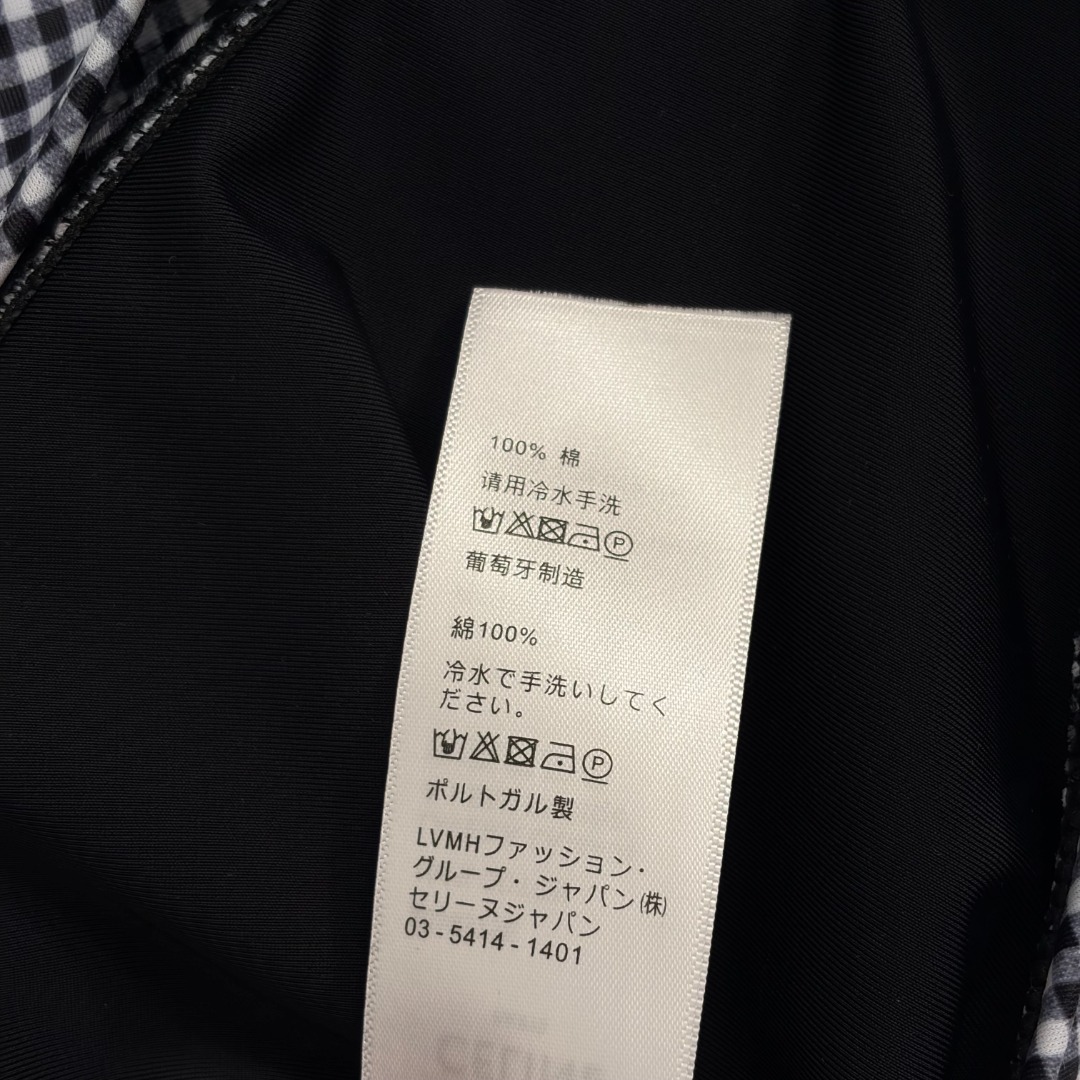 100% 棉
请用冷水手洗
P
葡萄牙制造
綿100%
冷水で手洗いしてく
ださい。
P
ポルトガル製
LVMHファッション・
グループ・ジャパン㈱
セリーヌジャパン
03-5414-1401